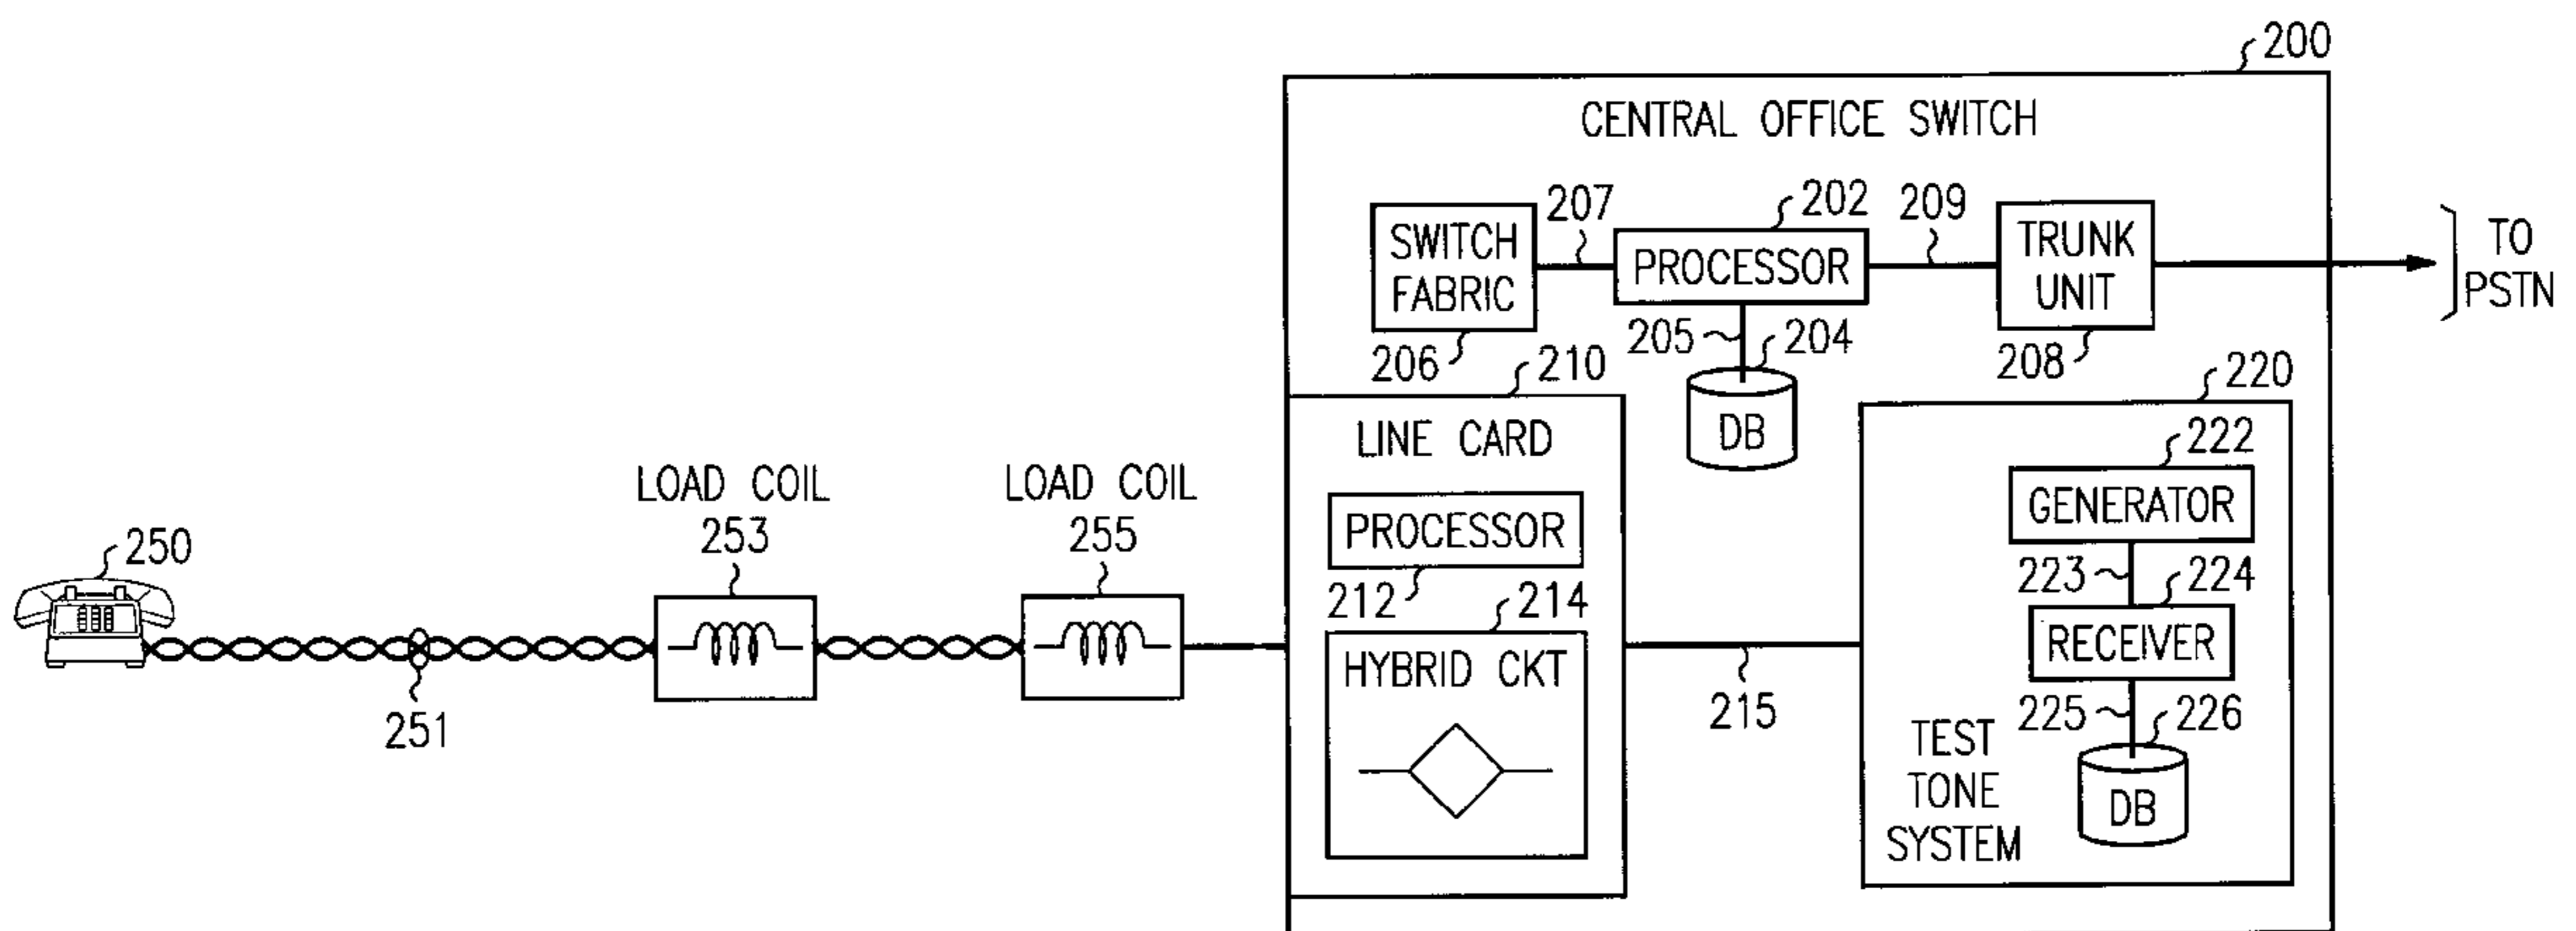 200
CENTRAL OFFICE SWITCH
207
202
209
SWITCH
FABRIC
PROCESSOR
TRUNK
UNIT
TO
PSTN
206
205
204
208
210
220
DB
LINE CARD
222
GENERATOR
LOAD COIL
253
LOAD COIL
255
PROCESSOR
250
212
214
223
224
RECEIVER
HYBRID CKT
251
215
225
226
TEST
TONE
SYSTEM
DB